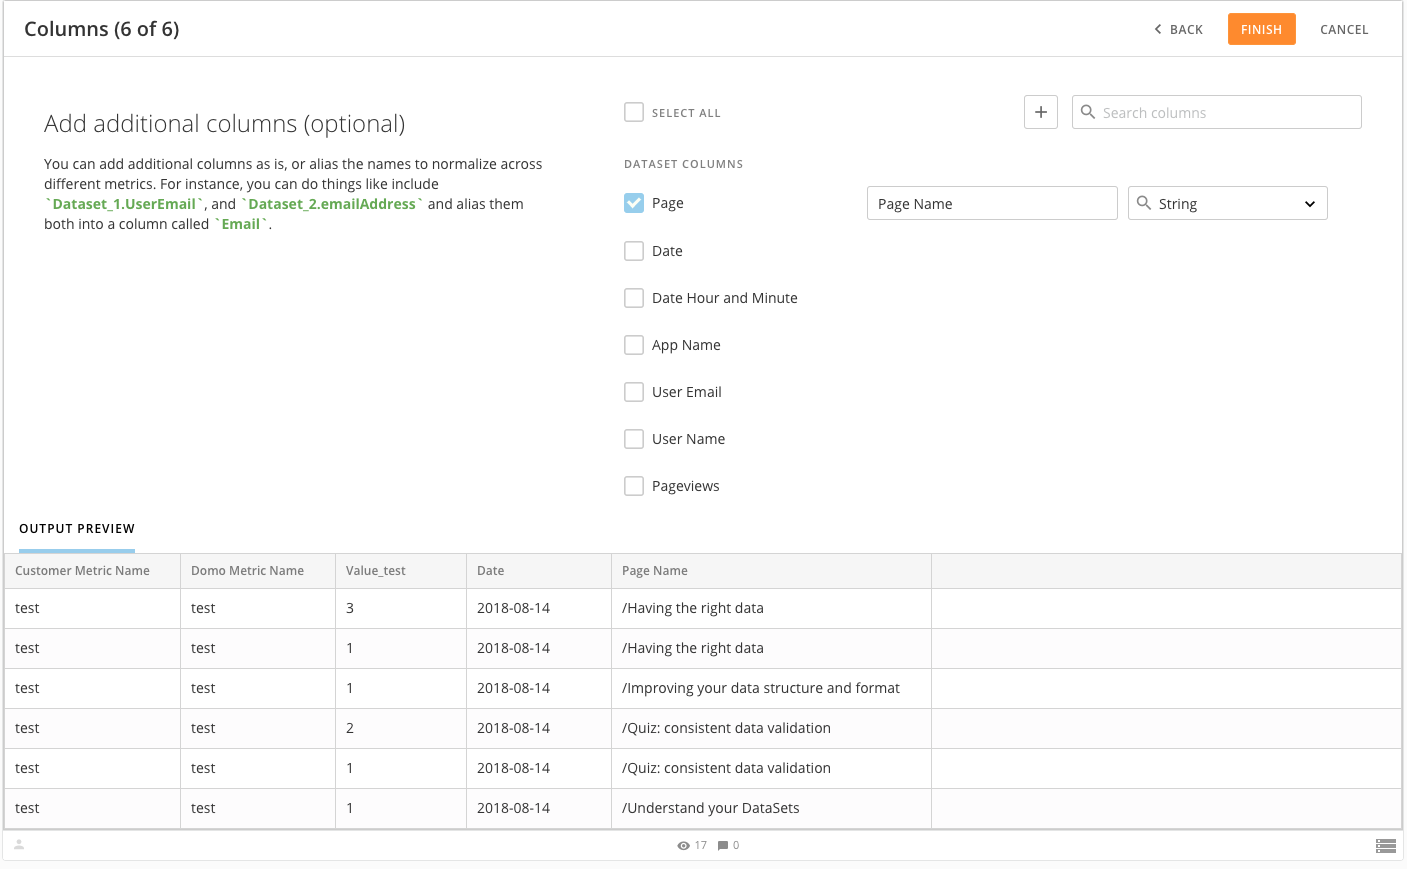 Columns (6 of 6)
BACK
FINISH
CANCEL
Add additional columns (optional)
You can add additional columns as is, or alias the names to normalize across
different metrics. For instance, you can do things like include
`Dataset_1.UserEmail`, and `Dataset_2.emailAddress` and alias them
both into a column called `Email`.
SELECT ALL
Search columns
DATASET COLUMNS
Page
Page Name
String
Date
Date Hour and Minute
App Name
User Email
User Name
Pageviews
OUTPUT PREVIEW
Customer Metric Name Domo Metric Name Value_test Date Page Name
test test 3 2018-08-14 /Having the right data
test test 1 2018-08-14 /Having the right data
test test 1 2018-08-14 /Improving your data structure and format
test test 2 2018-08-14 /Quiz: consistent data validation
test test 1 2018-08-14 /Quiz: consistent data validation
test test 1 2018-08-14 /Understand your DataSets
17 0